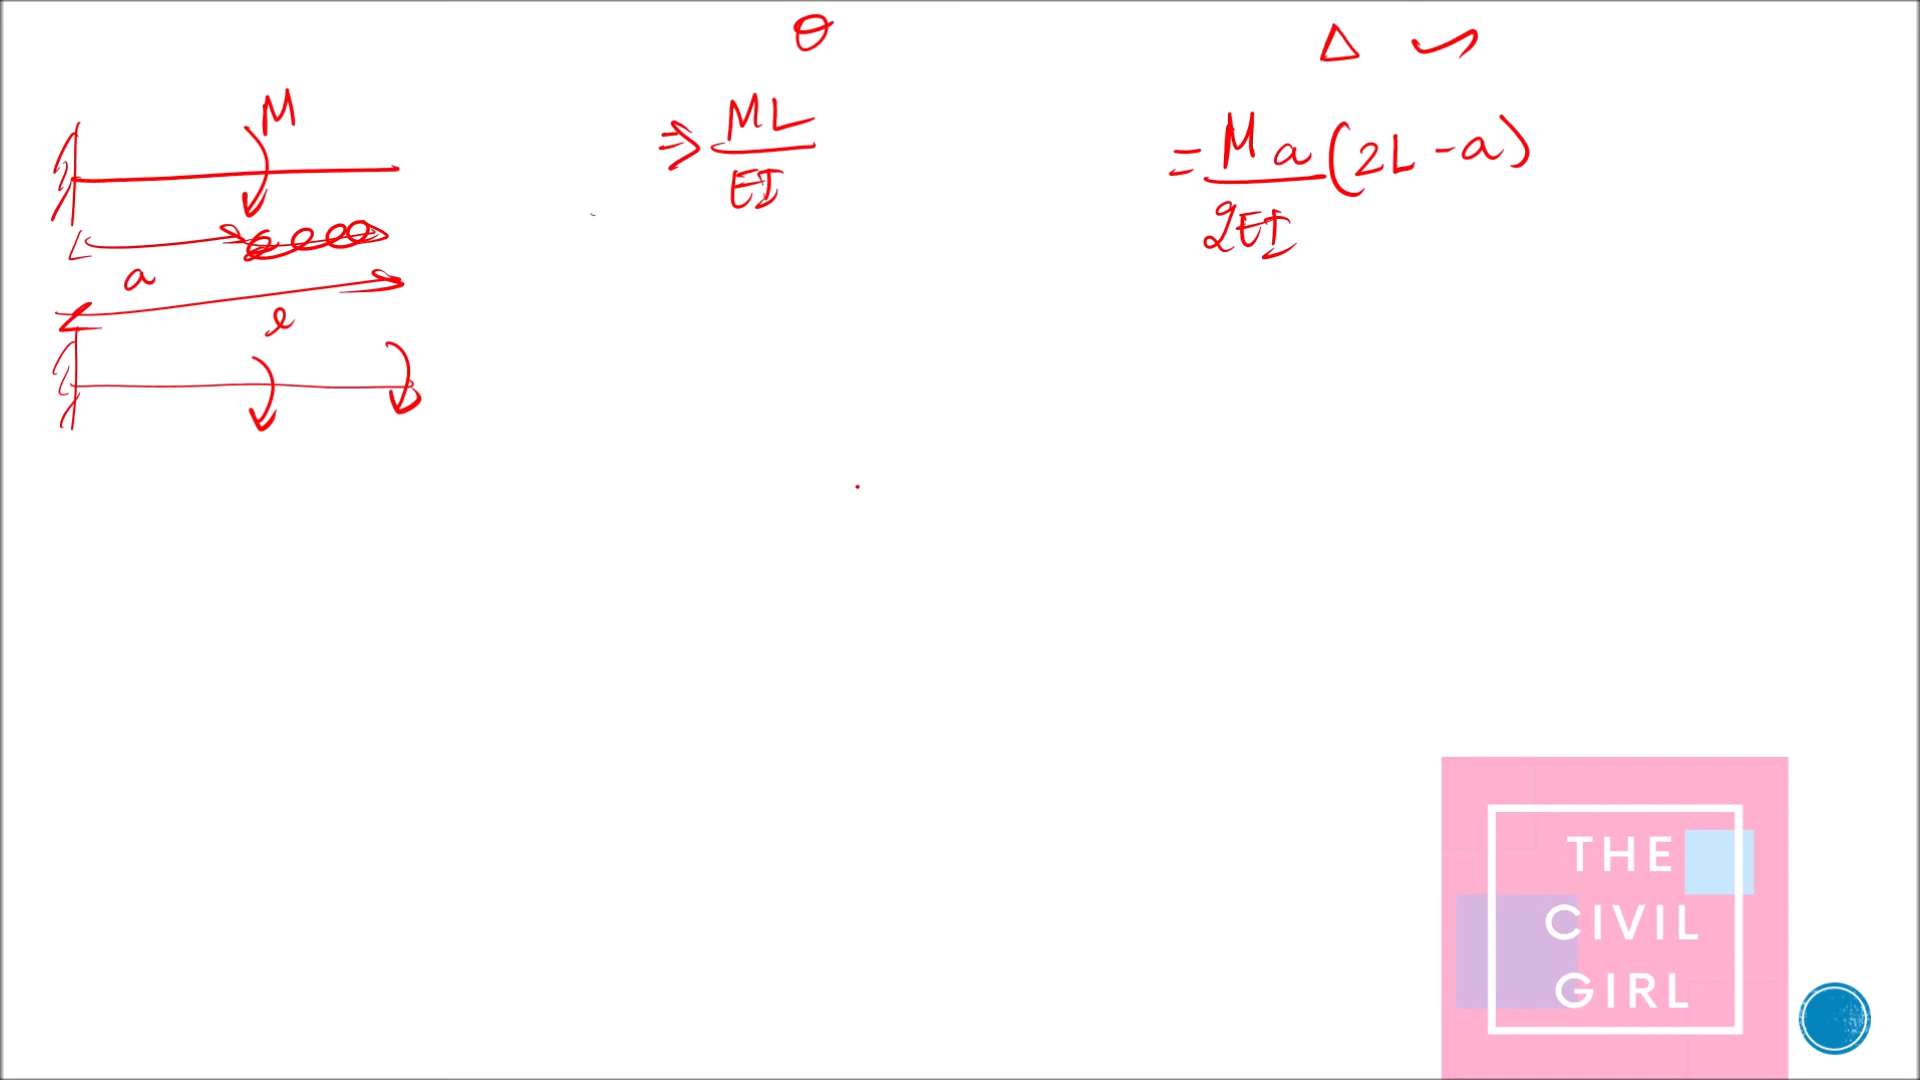 θ
Δ
M
⇒ ML
EI
= Ma (2L - a)
2EI
a
l
THE
CIVIL
GIRL